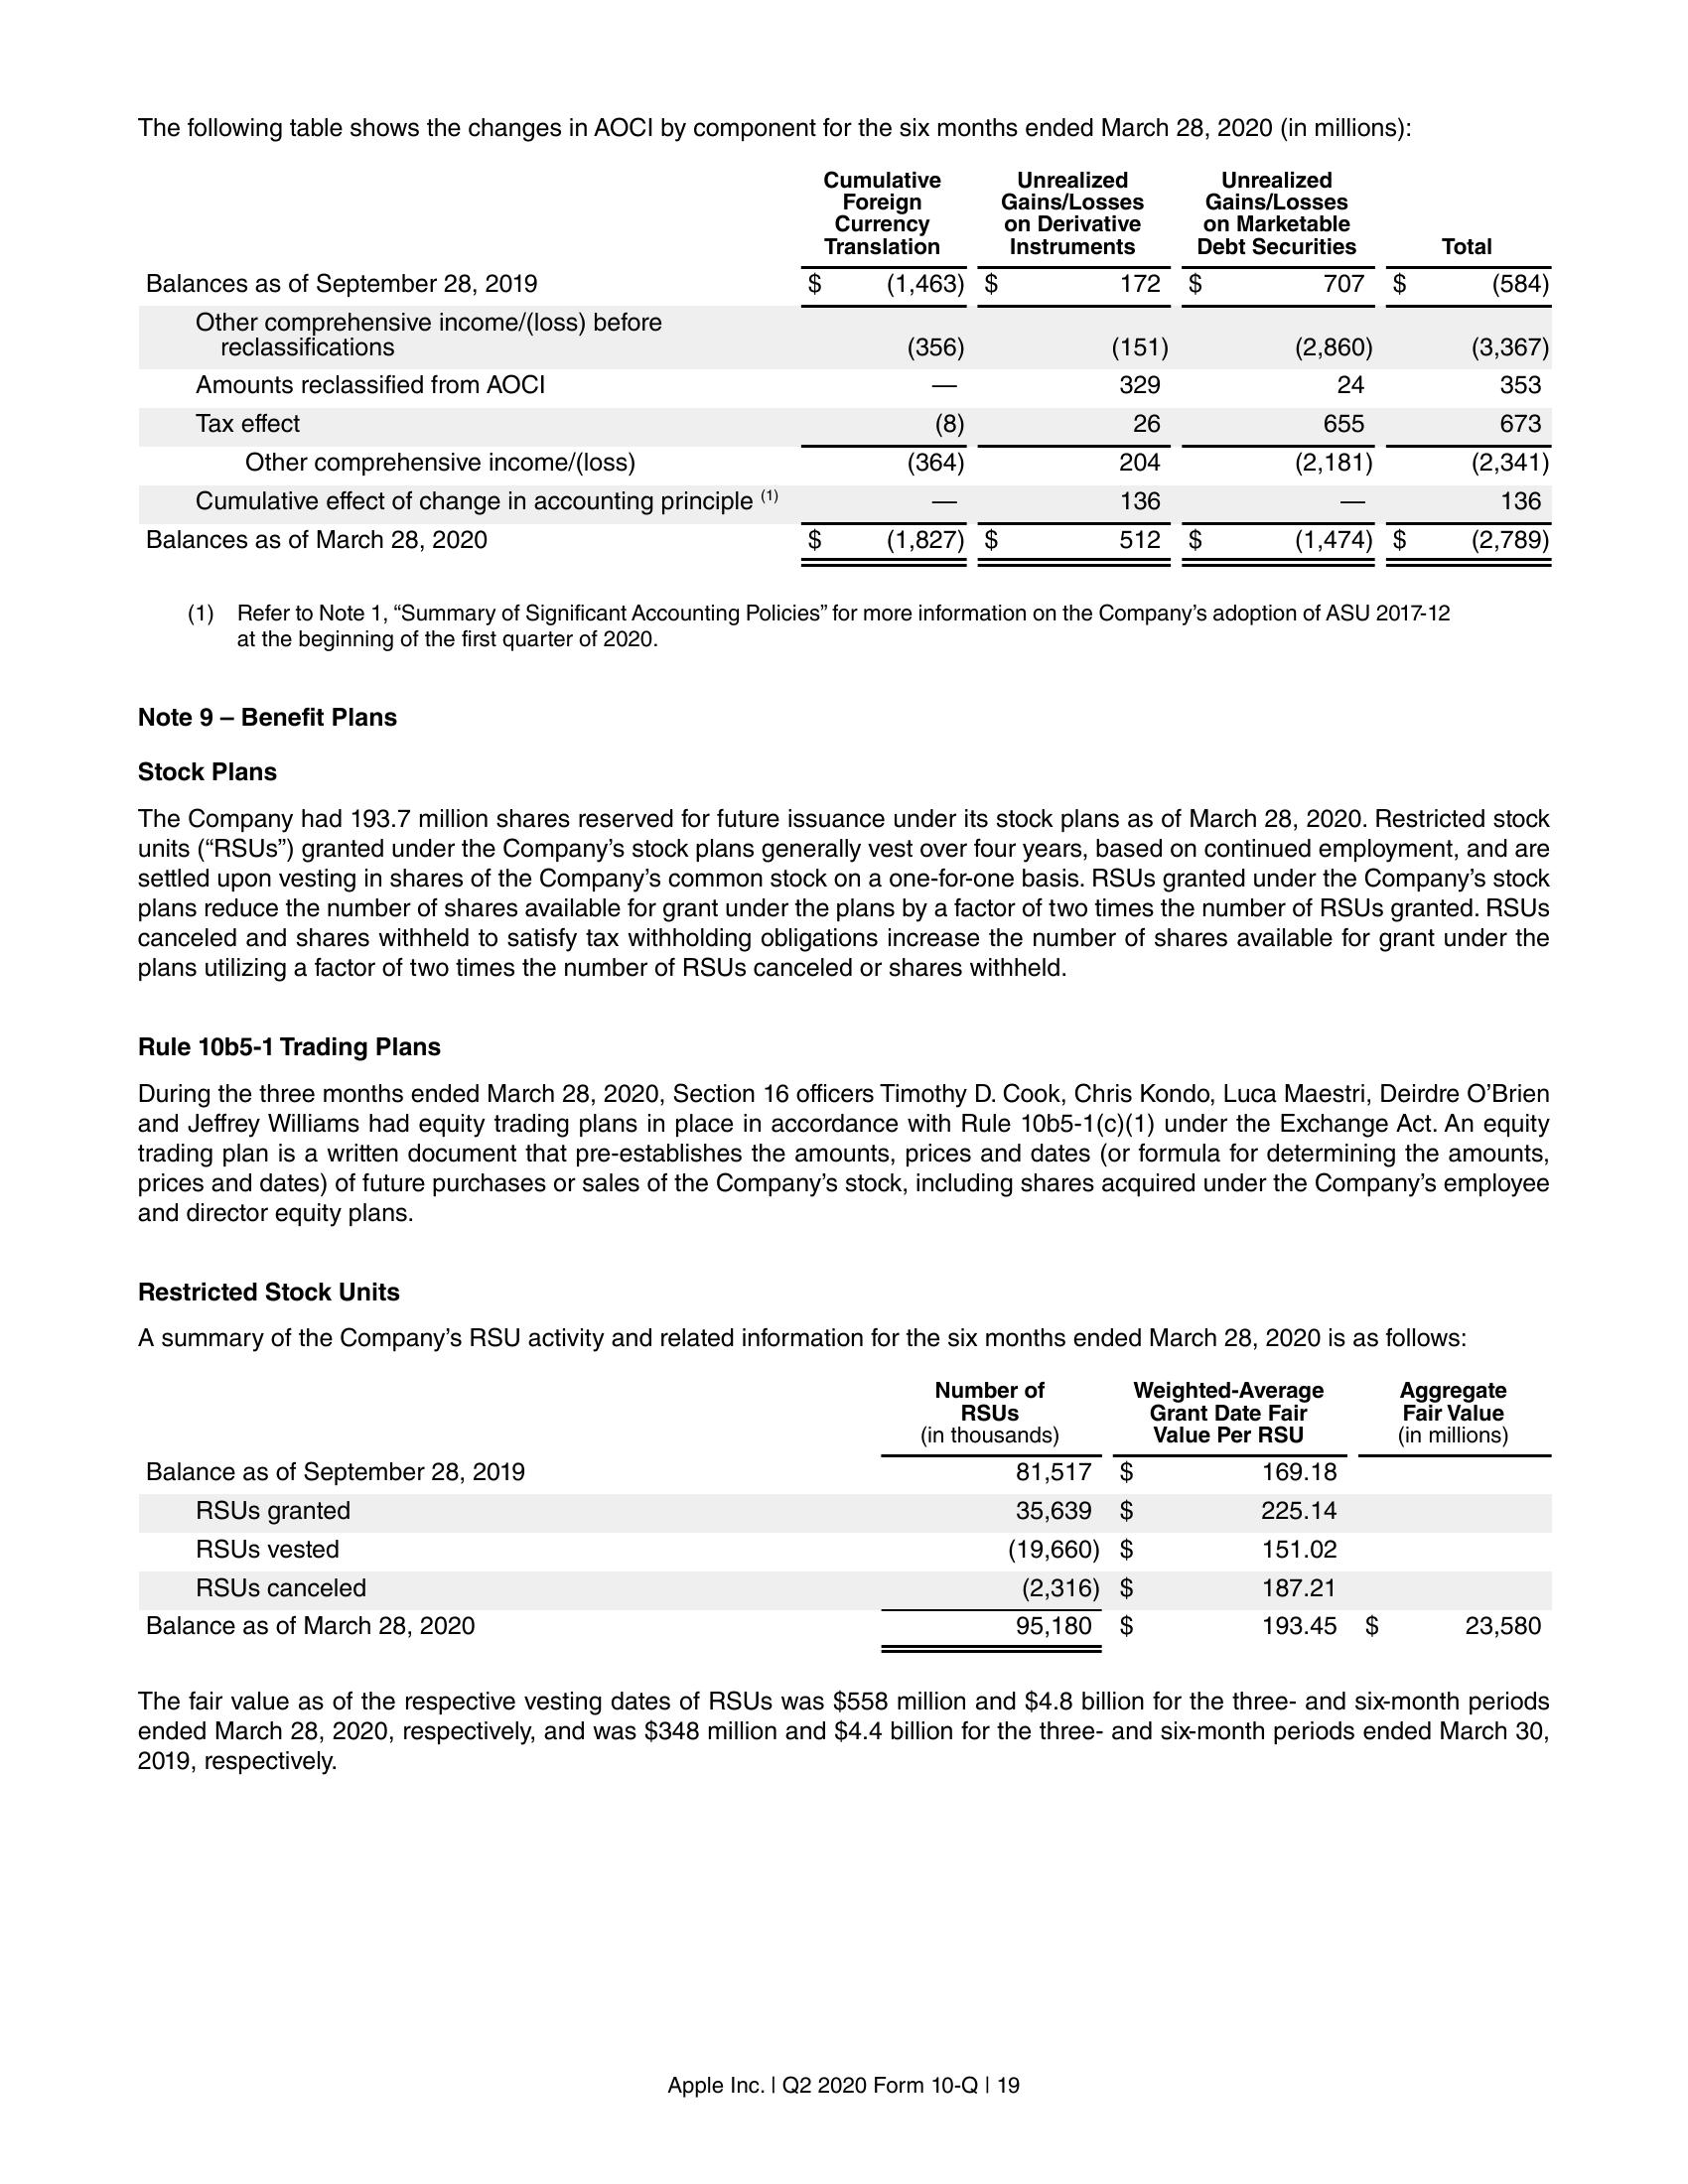 The following table shows the changes in AOCI by component for the six months ended March 28, 2020 (in millions):
Cumulative Foreign Currency Translation Unrealized Gains/Losses on Derivative Instruments Unrealized Gains/Losses on Marketable Debt Securities Total
Balances as of September 28, 2019 $ (1,463) $ 172 $ 707 $ (584)
Other comprehensive income/(loss) before
reclassifications (356) (151) (2,860) (3,367)
Amounts reclassified from AOCI — 329 24 353
Tax effect (8) 26 655 673
Other comprehensive income/(loss) (364) 204 (2,181) (2,341)
Cumulative effect of change in accounting principle (1) — 136 — 136
Balances as of March 28, 2020 $ (1,827) $ 512 $ (1,474) $ (2,789)
(1) Refer to Note 1, “Summary of Significant Accounting Policies” for more information on the Company’s adoption of ASU 2017-12
at the beginning of the first quarter of 2020.
Note 9 – Benefit Plans
Stock Plans
The Company had 193.7 million shares reserved for future issuance under its stock plans as of March 28, 2020. Restricted stock
units (“RSUs”) granted under the Company’s stock plans generally vest over four years, based on continued employment, and are
settled upon vesting in shares of the Company’s common stock on a one-for-one basis. RSUs granted under the Company’s stock
plans reduce the number of shares available for grant under the plans by a factor of two times the number of RSUs granted. RSUs
canceled and shares withheld to satisfy tax withholding obligations increase the number of shares available for grant under the
plans utilizing a factor of two times the number of RSUs canceled or shares withheld.
Rule 10b5-1 Trading Plans
During the three months ended March 28, 2020, Section 16 officers Timothy D. Cook, Chris Kondo, Luca Maestri, Deirdre O’Brien
and Jeffrey Williams had equity trading plans in place in accordance with Rule 10b5-1(c)(1) under the Exchange Act. An equity
trading plan is a written document that pre-establishes the amounts, prices and dates (or formula for determining the amounts,
prices and dates) of future purchases or sales of the Company’s stock, including shares acquired under the Company’s employee
and director equity plans.
Restricted Stock Units
A summary of the Company’s RSU activity and related information for the six months ended March 28, 2020 is as follows:
Number of RSUs (in thousands) Weighted-Average Grant Date Fair Value Per RSU Aggregate Fair Value (in millions)
Balance as of September 28, 2019 81,517 $ 169.18
RSUs granted 35,639 $ 225.14
RSUs vested (19,660) $ 151.02
RSUs canceled (2,316) $ 187.21
Balance as of March 28, 2020 95,180 $ 193.45 $ 23,580
The fair value as of the respective vesting dates of RSUs was $558 million and $4.8 billion for the three- and six-month periods
ended March 28, 2020, respectively, and was $348 million and $4.4 billion for the three- and six-month periods ended March 30,
2019, respectively.
Apple Inc. | Q2 2020 Form 10-Q | 19